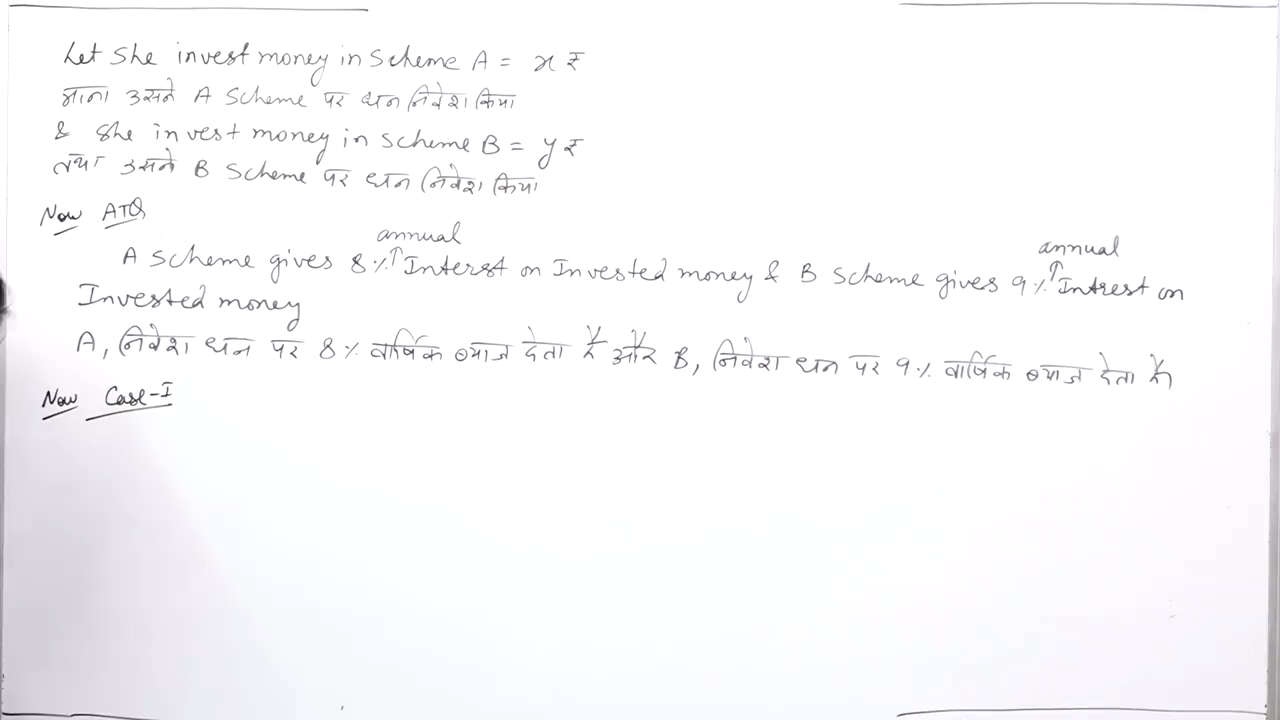 Let She invest money in Scheme A = x ₹
माना उसने A Scheme पर धन निवेश किया
& She invest money in scheme B = y ₹
तथा उसने B Scheme पर धन निवेश किया
Now ATQ
annual annual
A scheme gives 8% ↑ Interst on Invested money & B scheme gives 9% ↑ Intrest on
Invested money
A, निवेश धन पर 8% वार्षिक ब्याज देता है और B, निवेश धन पर 9% वार्षिक ब्याज देता है
Now Case-I